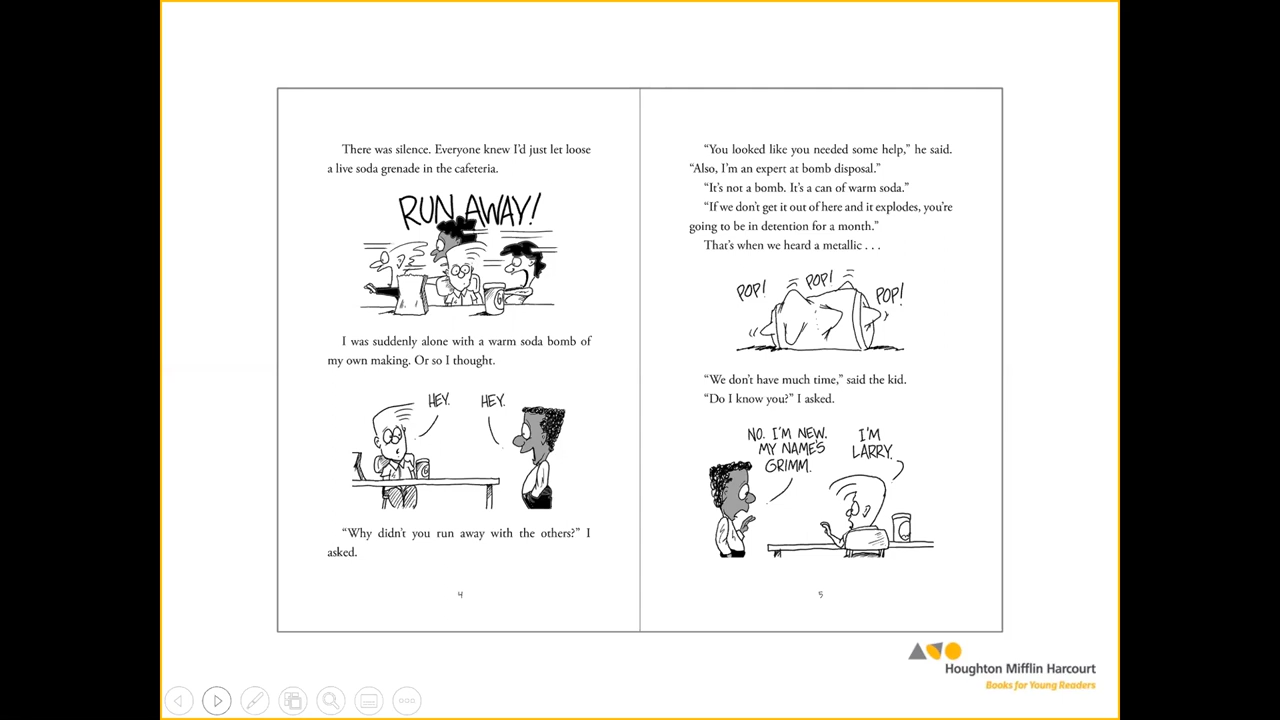 There was silence. Everyone knew I’d just let loose
a live soda grenade in the cafeteria.
RUN AWAY!
I was suddenly alone with a warm soda bomb of
my own making. Or so I thought.
HEY. HEY.
“Why didn’t you run away with the others?” I
asked.
4
“You looked like you needed some help,” he said.
“Also, I’m an expert at bomb disposal.”
“It’s not a bomb. It’s a can of warm soda.”
“If we don’t get it out of here and it explodes, you’re
going to be in detention for a month.”
That’s when we heard a metallic . . .
POP! POP! POP!
“We don’t have much time,” said the kid.
“Do I know you?” I asked.
NO. I’M NEW.
MY NAME’S
GRIMM.
I’M
LARRY.
5
Houghton Mifflin Harcourt
Books for Young Readers